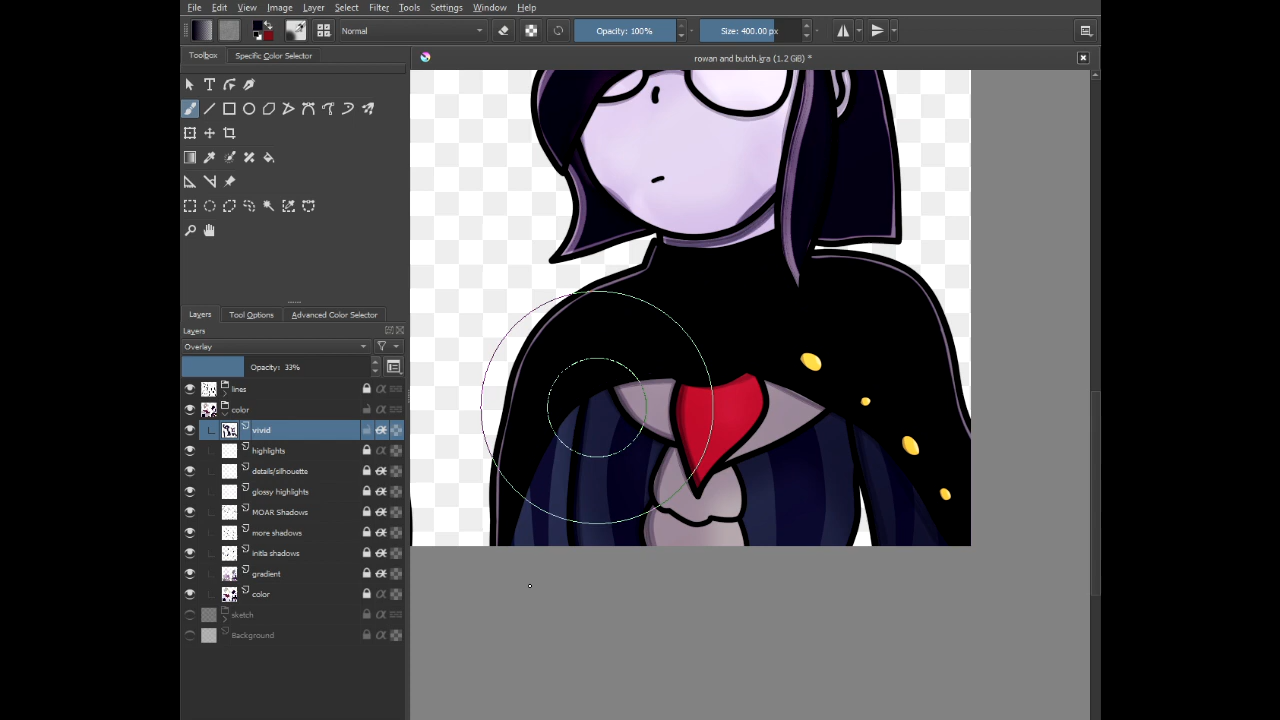 File Edit View Image Layer Select Filter Tools Settings Window Help
Normal Opacity: 100% Size: 400.00 px
Toolbox Specific Color Selector rowan and butch.kra (1.2 GiB) *
Layers Tool Options Advanced Color Selector
Layers
Overlay
Opacity: 33%
lines
color
vivid
highlights
details/silhouette
glossy highlights
MOAR Shadows
more shadows
initla shadows
gradient
color
sketch
Background